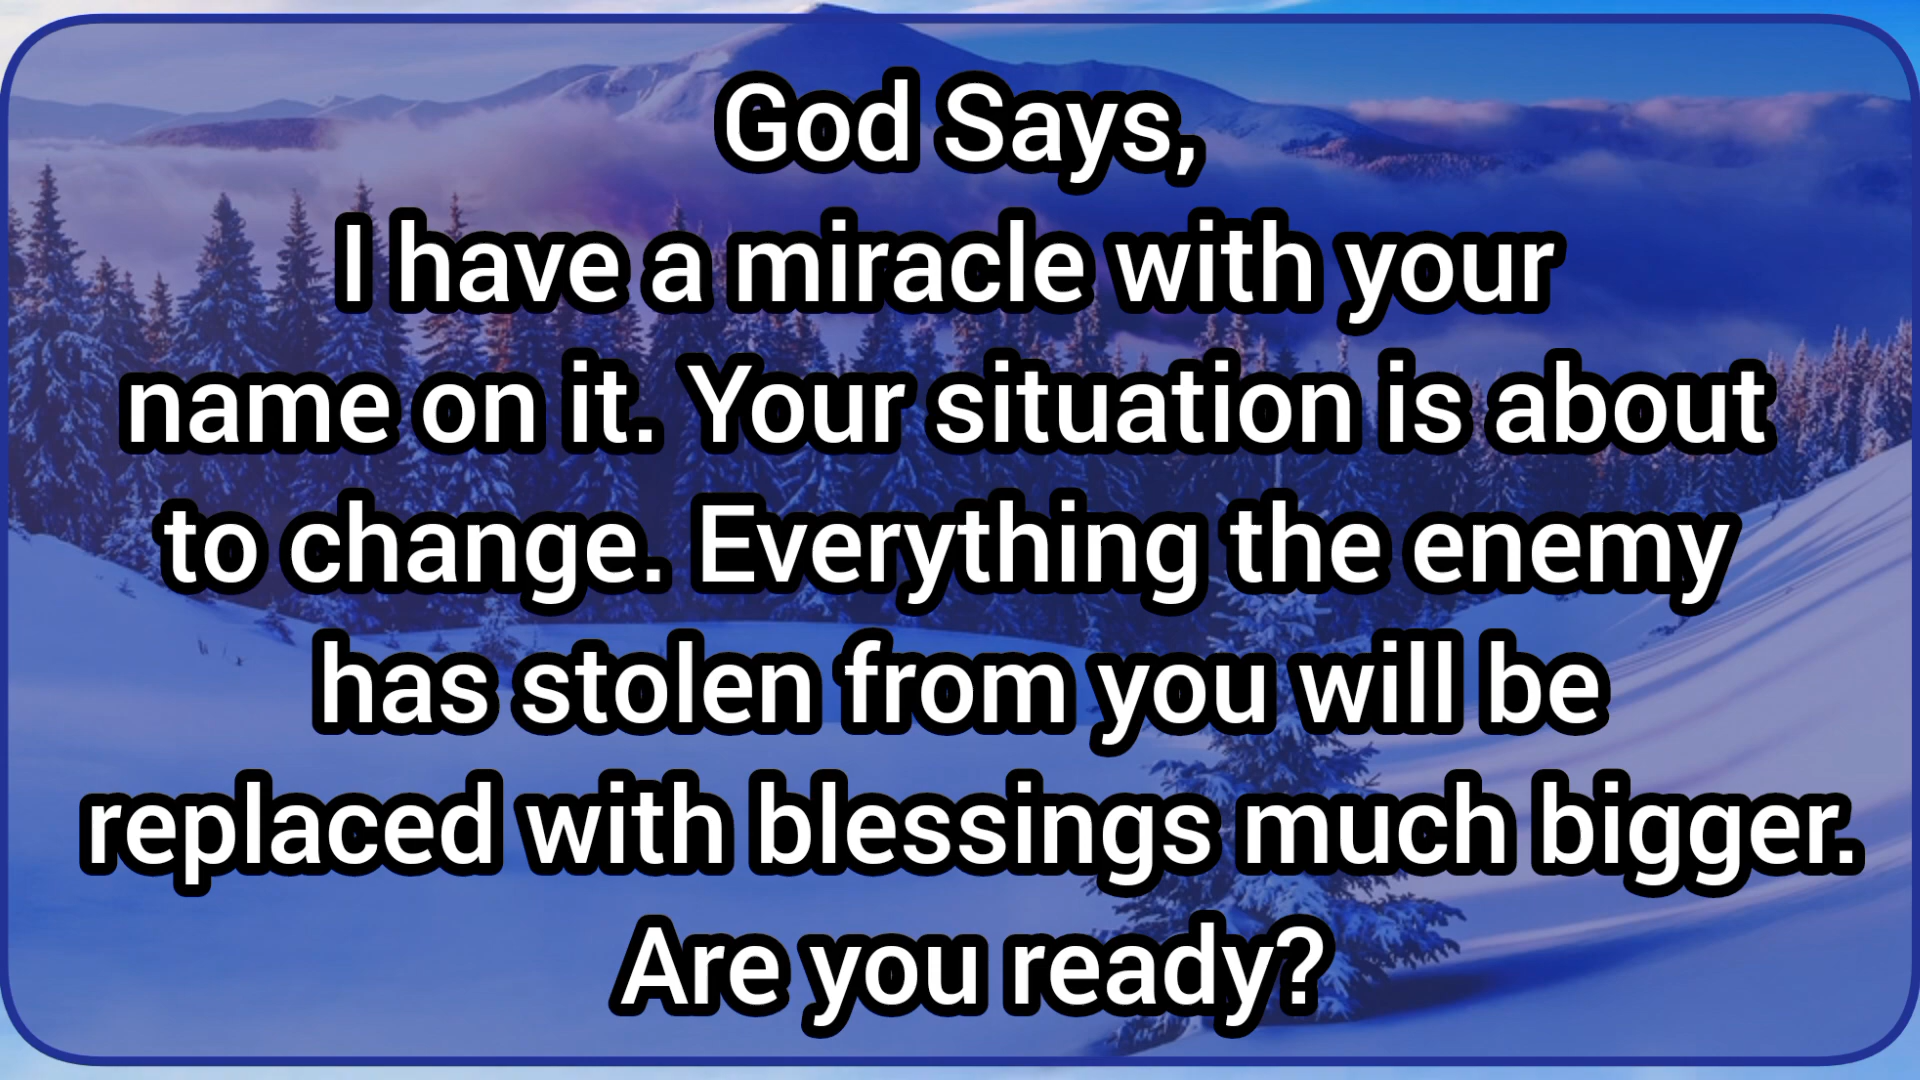 God Says,
I have a miracle with your
name on it. Your situation is about
to change. Everything the enemy
has stolen from you will be
replaced with blessings much bigger.
Are you ready?